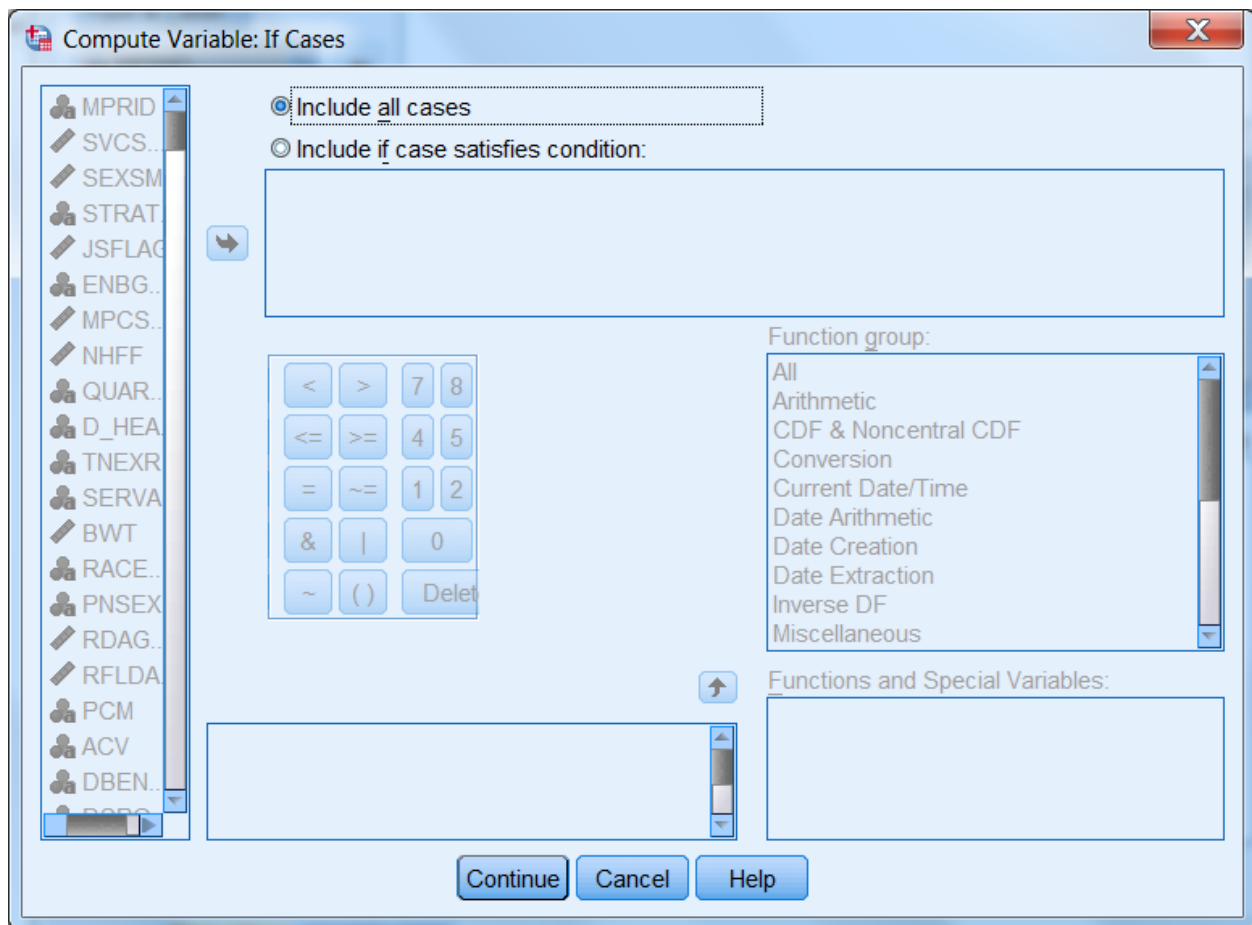 Compute Variable: If Cases
X
MPRID
SVCS...
SEXSM
STRAT.
JSFLAG
ENBG..
MPCS..
NHFF
QUAR..
D_HEA.
TNEXR
SERVA
BWT
RACE..
PNSEX
RDAG..
RFLDA.
PCM
ACV
DBEN..
Include all cases
Include if case satisfies condition:
< > 7 8
<= >= 4 5
= ~= 1 2
& | 0
~ ( ) Delet
Function group:
All
Arithmetic
CDF & Noncentral CDF
Conversion
Current Date/Time
Date Arithmetic
Date Creation
Date Extraction
Inverse DF
Miscellaneous
Functions and Special Variables:
Continue Cancel Help